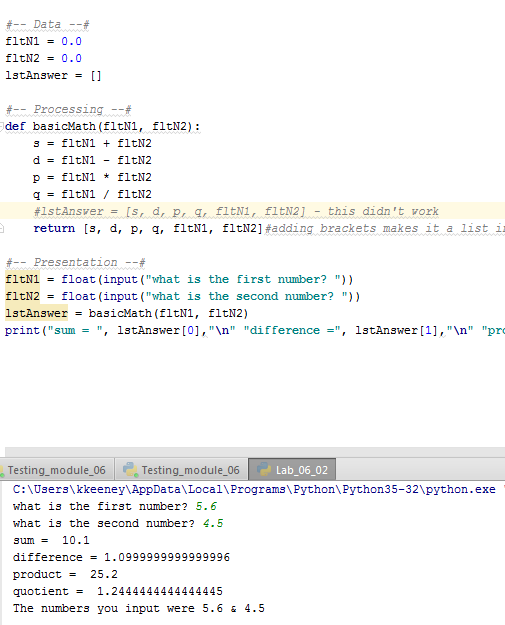 #-- Data --#
fltN1 = 0.0
fltN2 = 0.0
lstAnswer = []
#-- Processing --#
def basicMath(fltN1, fltN2):
s = fltN1 + fltN2
d = fltN1 - fltN2
p = fltN1 * fltN2
q = fltN1 / fltN2
#lstAnswer = [s, d, p, q, fltN1, fltN2] - this didn't work
return [s, d, p, q, fltN1, fltN2]#adding brackets makes it a list i
#-- Presentation --#
fltN1 = float(input("what is the first number? "))
fltN2 = float(input("what is the second number? "))
lstAnswer = basicMath(fltN1, fltN2)
print("sum = ", lstAnswer[0],"\n" "difference =", lstAnswer[1],"\n" "pro
Testing_module_06 Testing_module_06 Lab_06_02
C:\Users\kkeeney\AppData\Local\Programs\Python\Python35-32\python.exe
what is the first number? 5.6
what is the second number? 4.5
sum =  10.1
difference = 1.0999999999999996
product =  25.2
quotient =  1.2444444444444445
The numbers you input were 5.6 & 4.5